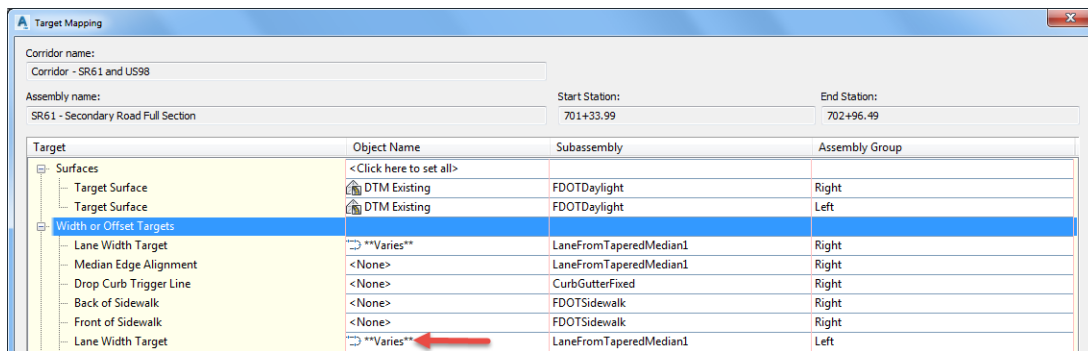 Target Mapping
Corridor name:
Corridor - SR61 and US98
Assembly name: Start Station: End Station:
SR61 - Secondary Road Full Section 701+33.99 702+96.49
Target Object Name Subassembly Assembly Group
Surfaces <Click here to set all>
Target Surface DTM Existing FDOTDaylight Right
Target Surface DTM Existing FDOTDaylight Left
Width or Offset Targets
Lane Width Target **Varies** LaneFromTaperedMedian1 Right
Median Edge Alignment <None> LaneFromTaperedMedian1 Right
Drop Curb Trigger Line <None> CurbGutterFixed Right
Back of Sidewalk <None> FDOTSidewalk Right
Front of Sidewalk <None> FDOTSidewalk Right
Lane Width Target **Varies** LaneFromTaperedMedian1 Left